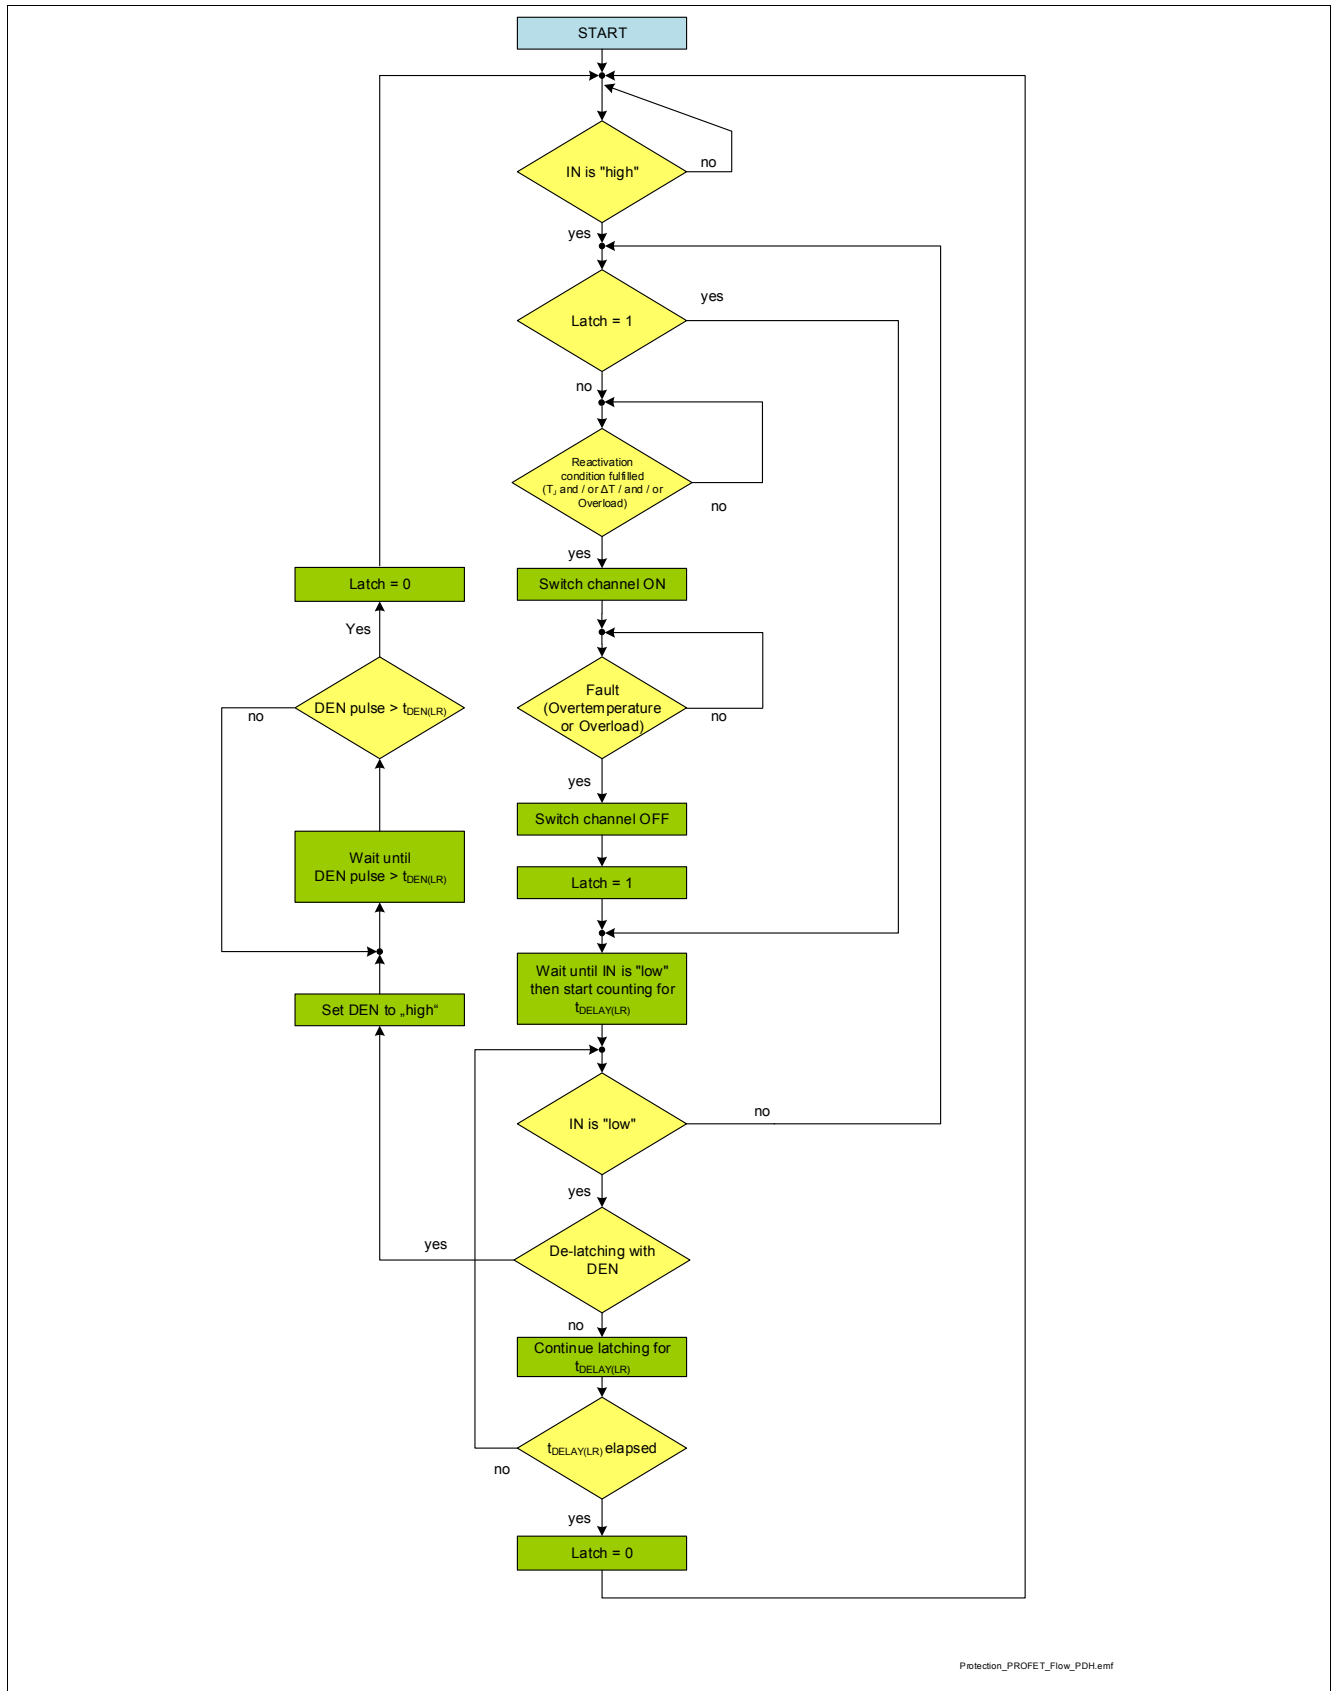 START
IN is "high"
no
yes
Latch = 1
yes
no
Reactivation
condition fulfilled
(TJ and / or ΔT / and / or
Overload)
no
yes
Switch channel ON
Fault
(Overtemperature
or Overload)
no
yes
Switch channel OFF
Latch = 1
Wait until IN is "low"
then start counting for
tDELAY(LR)
IN is "low"
no
yes
De-latching with
DEN
yes
no
Continue latching for
tDELAY(LR)
tDELAY(LR) elapsed
no
yes
Latch = 0
Set DEN to „high“
Wait until
DEN pulse > tDEN(LR)
DEN pulse > tDEN(LR)
no
Yes
Latch = 0
Protection_PROFET_Flow_PDH.emf